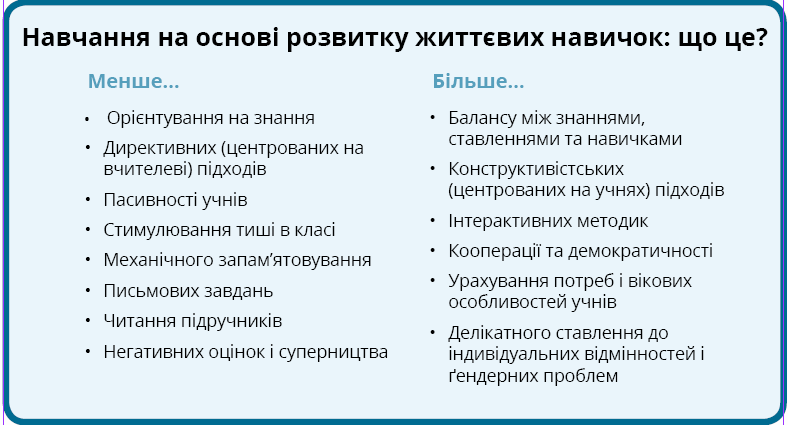 Навчання на основі розвитку життєвих навичок: що це?
Менше...
• Орієнтування на знання
• Директивних (центрованих на
вчителеві) підходів
• Пасивності учнів
• Стимулювання тиші в класі
• Механічного запам’ятовування
• Письмових завдань
• Читання підручників
• Негативних оцінок і суперництва
Більше...
• Балансу між знаннями,
ставленнями та навичками
• Конструктивістських
(центрованих на учнях) підходів
• Інтерактивних методик
• Кооперації та демократичності
• Урахування потреб і вікових
особливостей учнів
• Делікатного ставлення до
індивідуальних відмінностей і
ґендерних проблем